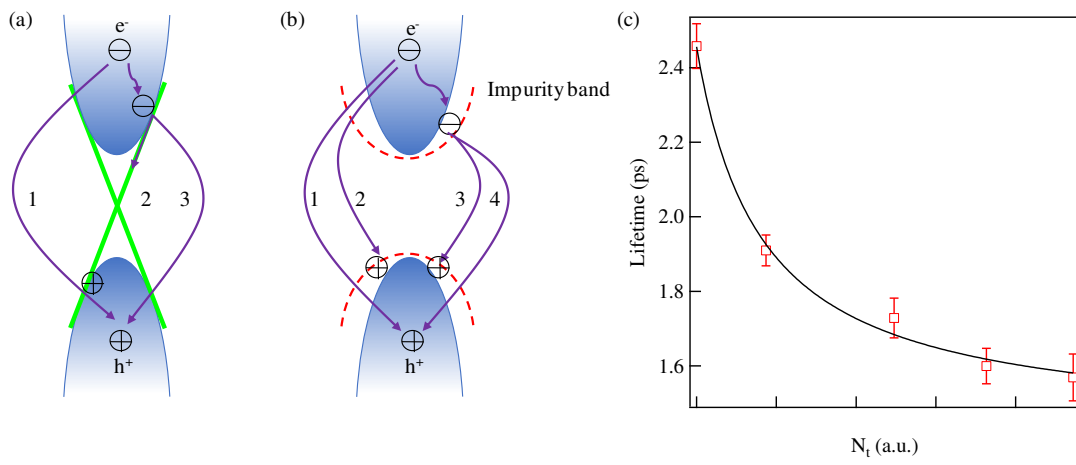 (a)
e-
1
2
3
h+
(b)
e-
Impurity band
1
2
3
4
h+
(c)
Lifetime (ps)
2.4
2.2
2.0
1.8
1.6
Nt (a.u.)